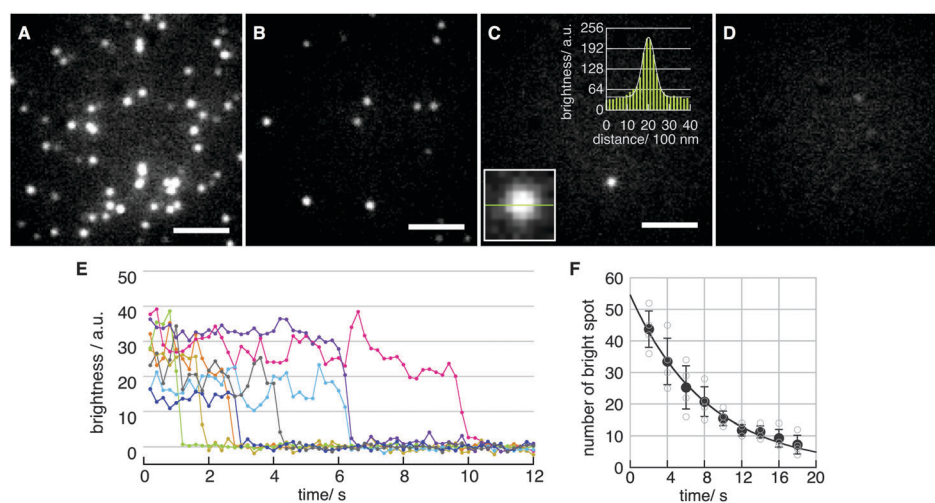 A
B
C
D
256
192
128
64
0
brightness/ a.u.
0 10 20 30 40
distance/ 100 nm
E
50
40
30
20
10
0
brightness / a.u.
0 2 4 6 8 10 12
time/ s
F
60
50
40
30
20
10
0
number of bright spot
0 4 8 12 16 20
time/ s